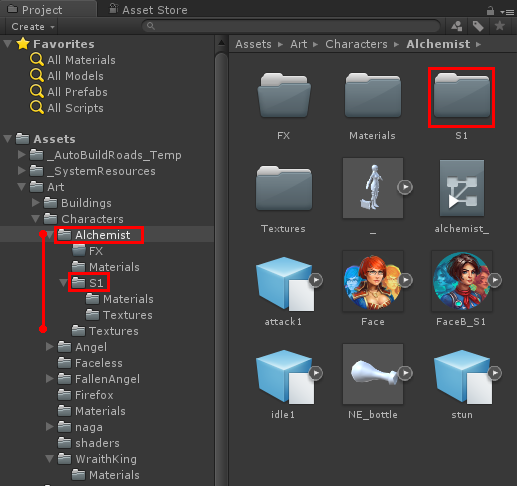 Project
Asset Store
Create
Favorites
All Materials
All Models
All Prefabs
All Scripts
Assets
_AutoBuildRoads_Temp
_SystemResources
Art
Buildings
Characters
Alchemist
FX
Materials
S1
Materials
Textures
Textures
Angel
Faceless
FallenAngel
Firefox
Materials
naga
shaders
WraithKing
Materials
Assets Art Characters Alchemist
FX Materials S1
Textures _ alchemist_
attack1 Face FaceB_S1
idle1 NE_bottle stun